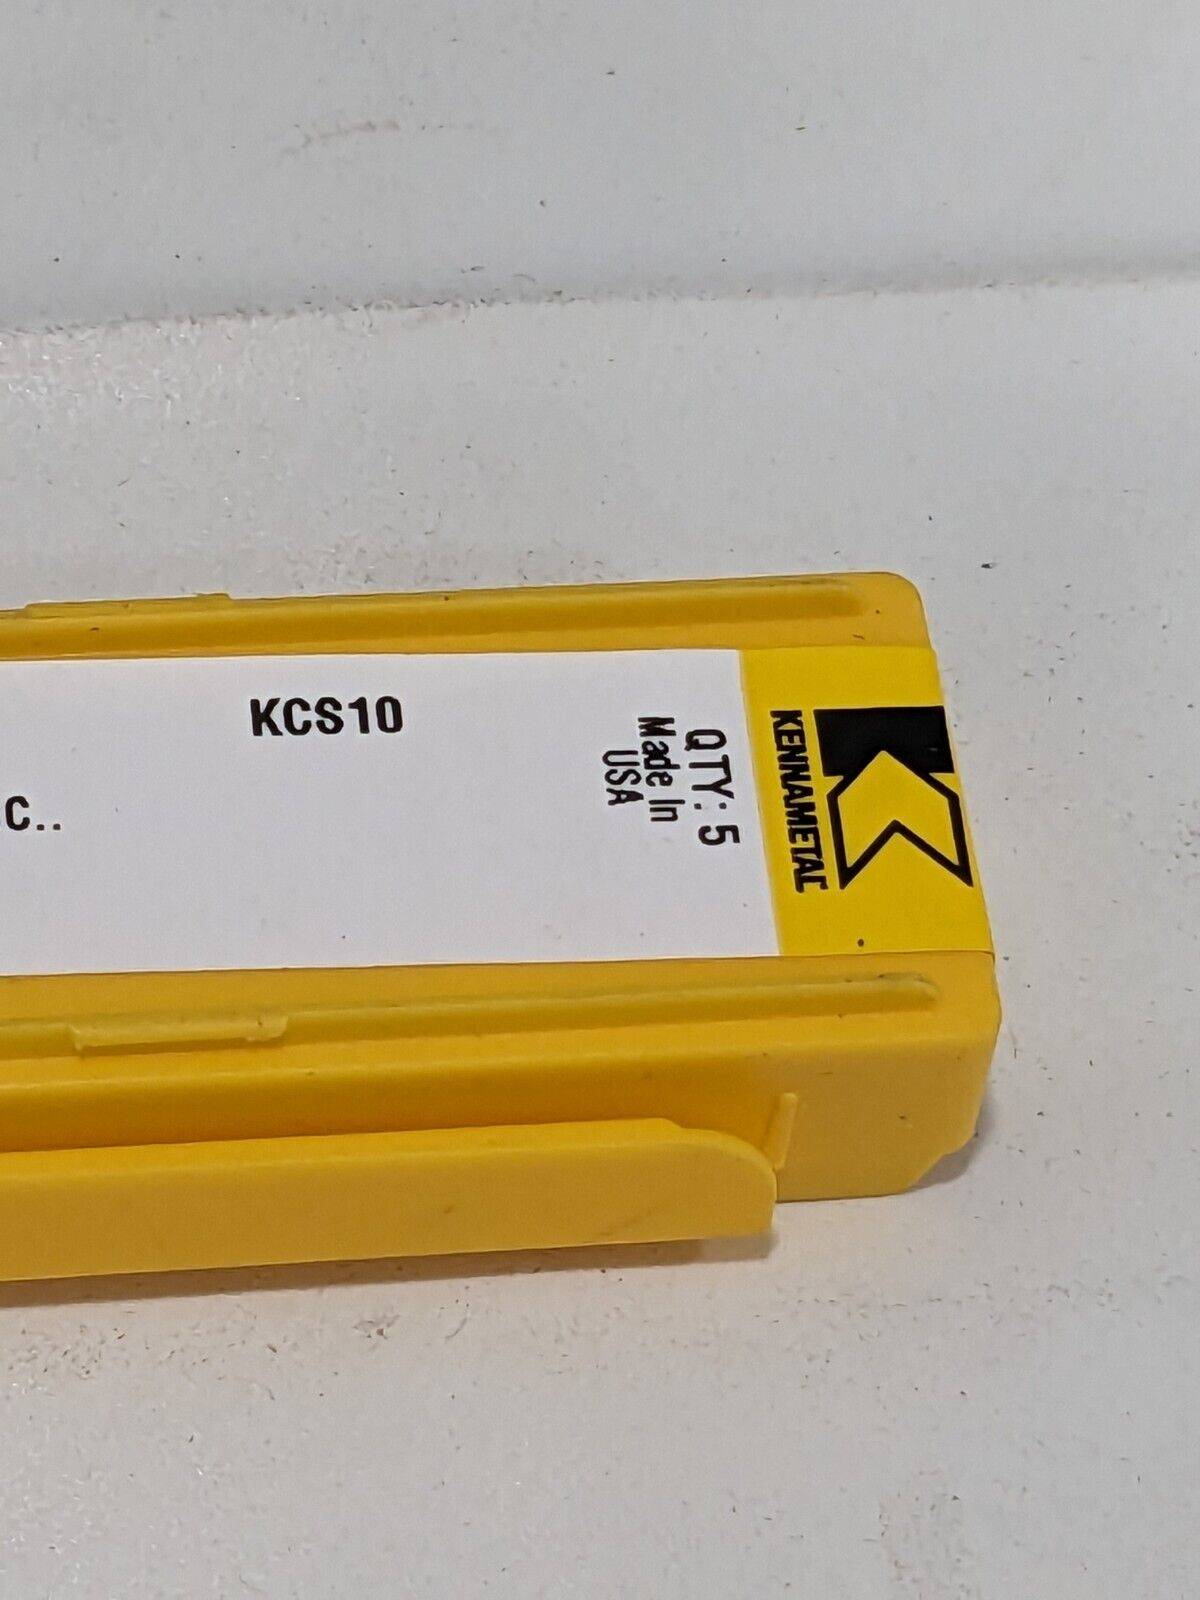 KCS10
C..
QTY: 5
Made In
USA
KENNAMETAL